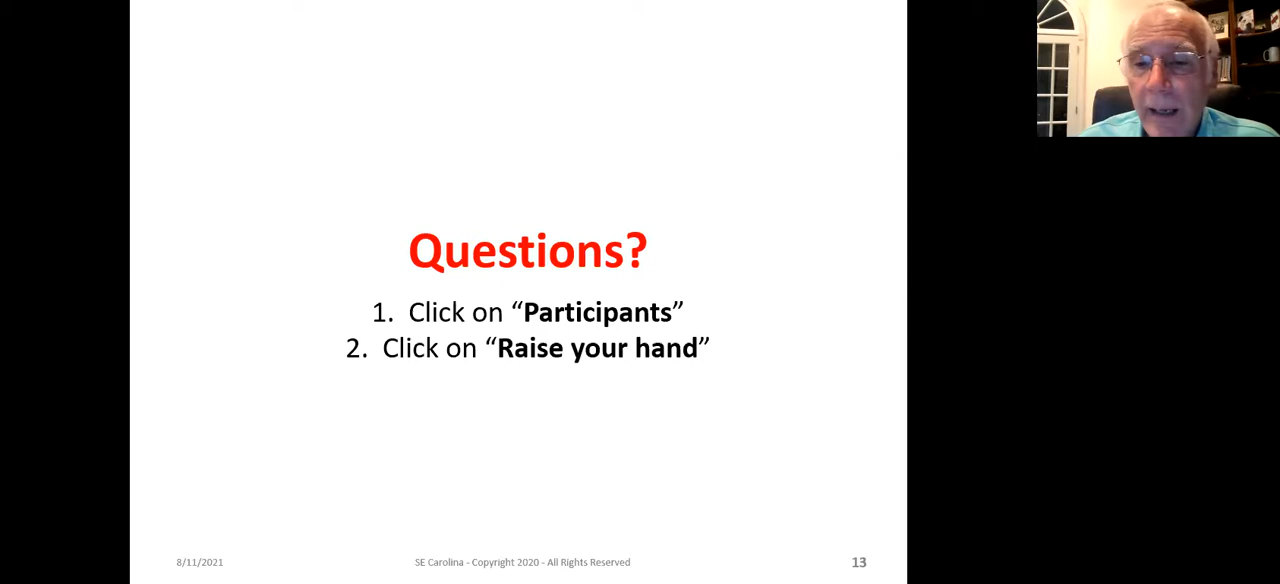 Questions?
1. Click on “Participants”
2. Click on “Raise your hand”
8/11/2021
SE Carolina - Copyright 2020 - All Rights Reserved
13